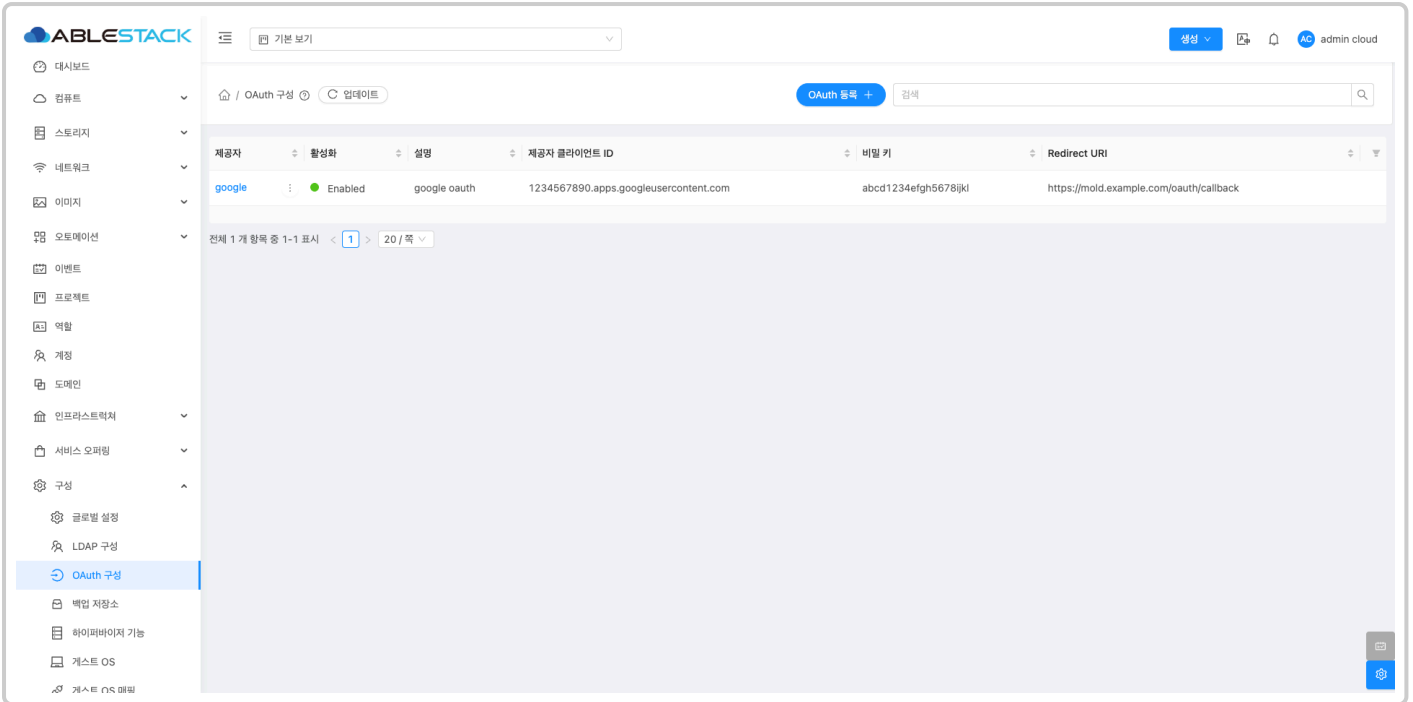 ABLESTACK
기본 보기
생성
AC admin cloud
대시보드
컴퓨트
스토리지
네트워크
이미지
오토메이션
이벤트
프로젝트
역할
계정
도메인
인프라스트럭쳐
서비스 오퍼링
구성
글로벌 설정
LDAP 구성
OAuth 구성
백업 저장소
하이퍼바이저 기능
게스트 OS
게스트 OS 매핑
/ OAuth 구성 업데이트
OAuth 등록 +
검색
제공자 활성화 설명 제공자 클라이언트 ID 비밀 키 Redirect URI
google Enabled google oauth 1234567890.apps.googleusercontent.com abcd1234efgh5678ijkl https://mold.example.com/oauth/callback
전체 1 개 항목 중 1-1 표시 < 1 > 20 / 쪽